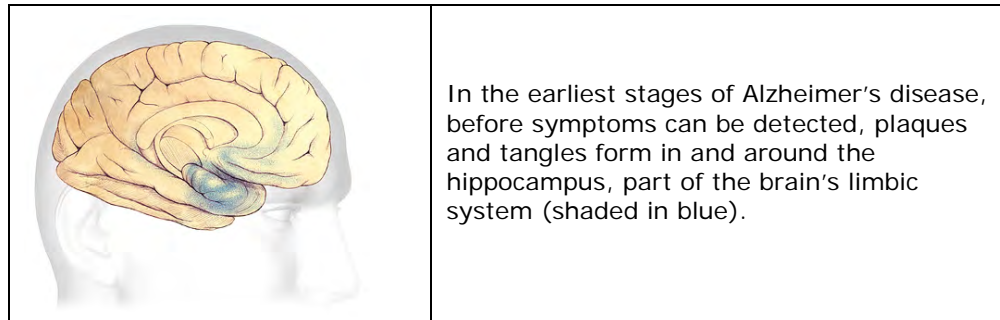 In the earliest stages of Alzheimer's disease,
before symptoms can be detected, plaques
and tangles form in and around the
hippocampus, part of the brain's limbic
system (shaded in blue).